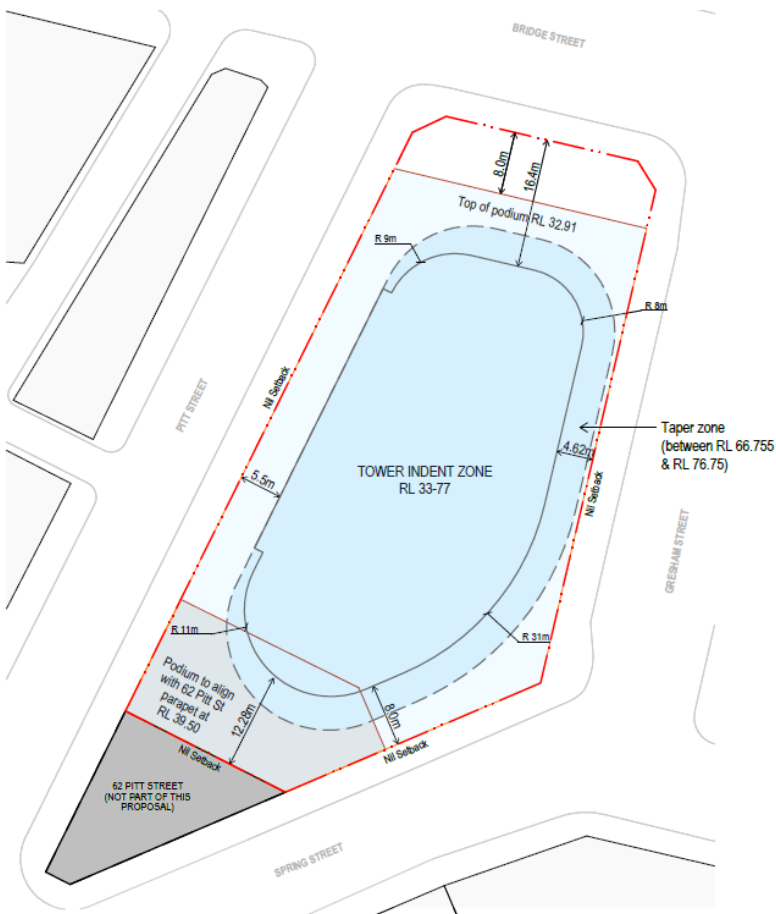 BRIDGE STREET
8.0m
16.4m
Top of podium RL 32.91
R 9m
R 8m
PITT STREET
Nil Setback
Taper zone
(between RL 66.755
& RL 76.75)
4.62m
TOWER INDENT ZONE
RL 33-77
5.5m
Nil Setback
GRESHAM STREET
R 11m
R 31m
Podium to align
with 62 Pitt St
parapet at
RL 39.50
12.28m
8.0m
Nil Setback
Nil Setback
62 PITT STREET
(NOT PART OF THIS
PROPOSAL)
SPRING STREET